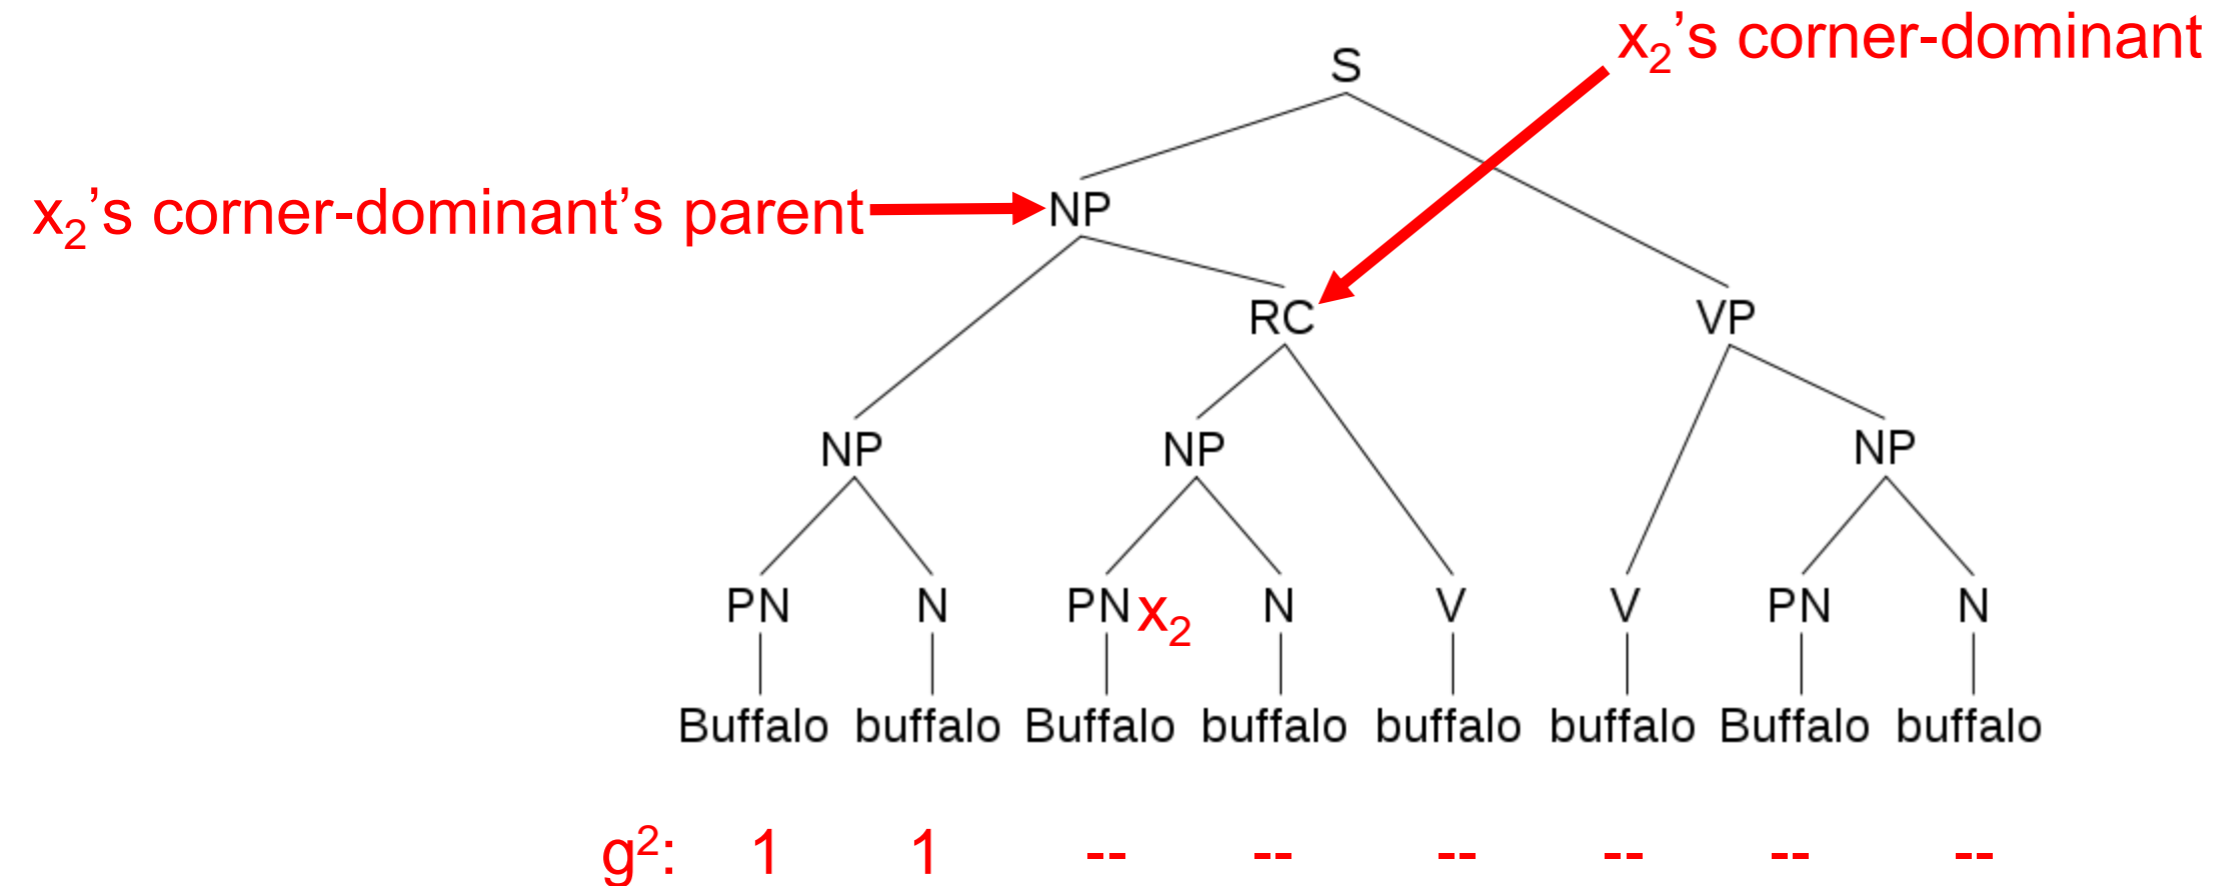 x₂’s corner-dominant
S
x₂’s corner-dominant’s parent NP
RC VP
NP NP NP
PN N PN x₂ N V V PN N
Buffalo buffalo Buffalo buffalo buffalo buffalo Buffalo buffalo
g²: 1 1 -- -- -- -- -- --